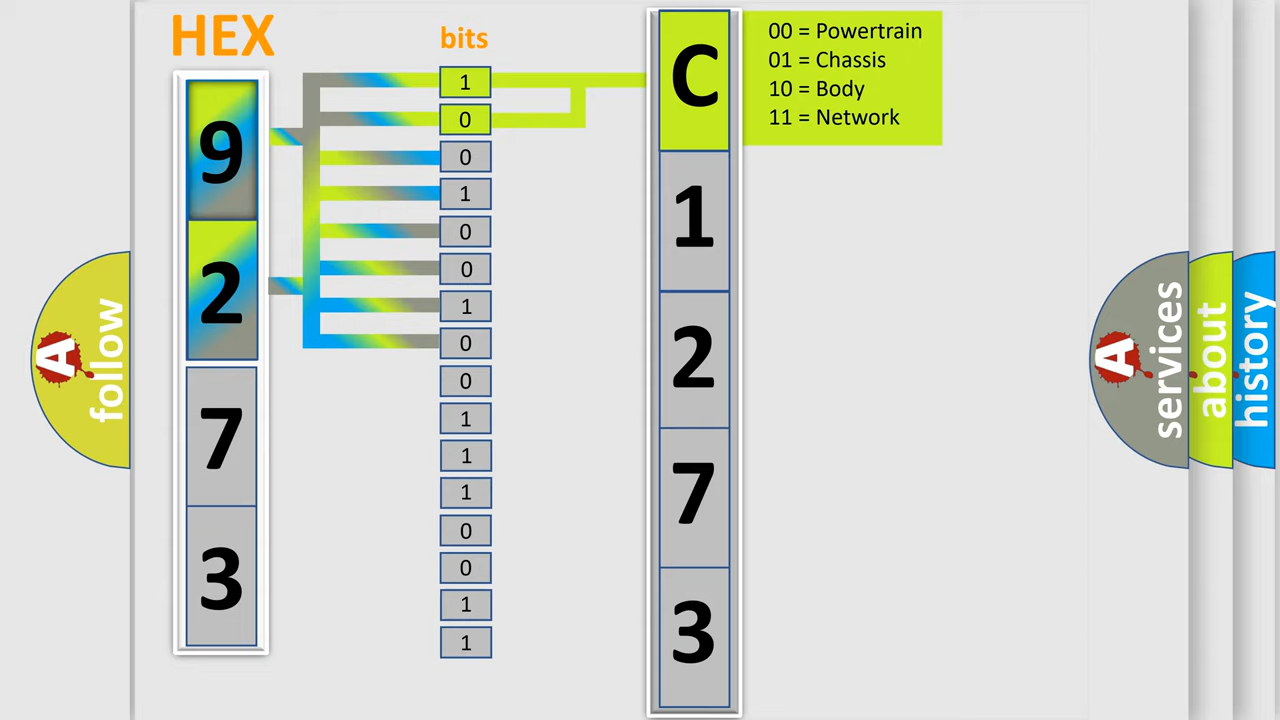 HEX
bits
9
2
7
3
1
0
0
1
0
0
1
0
0
1
1
1
0
0
1
1
C
1
2
7
3
00 = Powertrain
01 = Chassis
10 = Body
11 = Network
A
follow
A
services
about
history